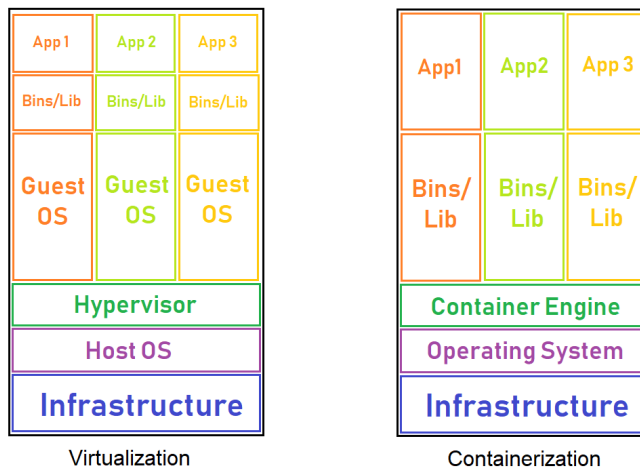 App 1
App 2
App 3
Bins/Lib
Bins/Lib
Bins/Lib
Guest
OS
Guest
OS
Guest
OS
Hypervisor
Host OS
Infrastructure
Virtualization
App1
App2
App 3
Bins/
Lib
Bins/
Lib
Bins/
Lib
Container Engine
Operating System
Infrastructure
Containerization